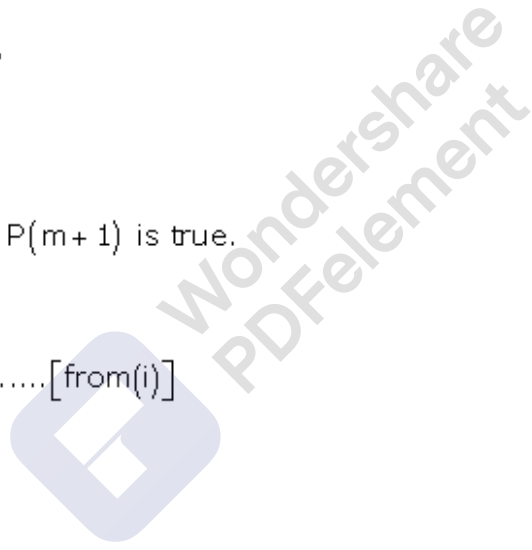 P(m + 1) is true.
.....[from(i)]
Wondershare
PDFelement